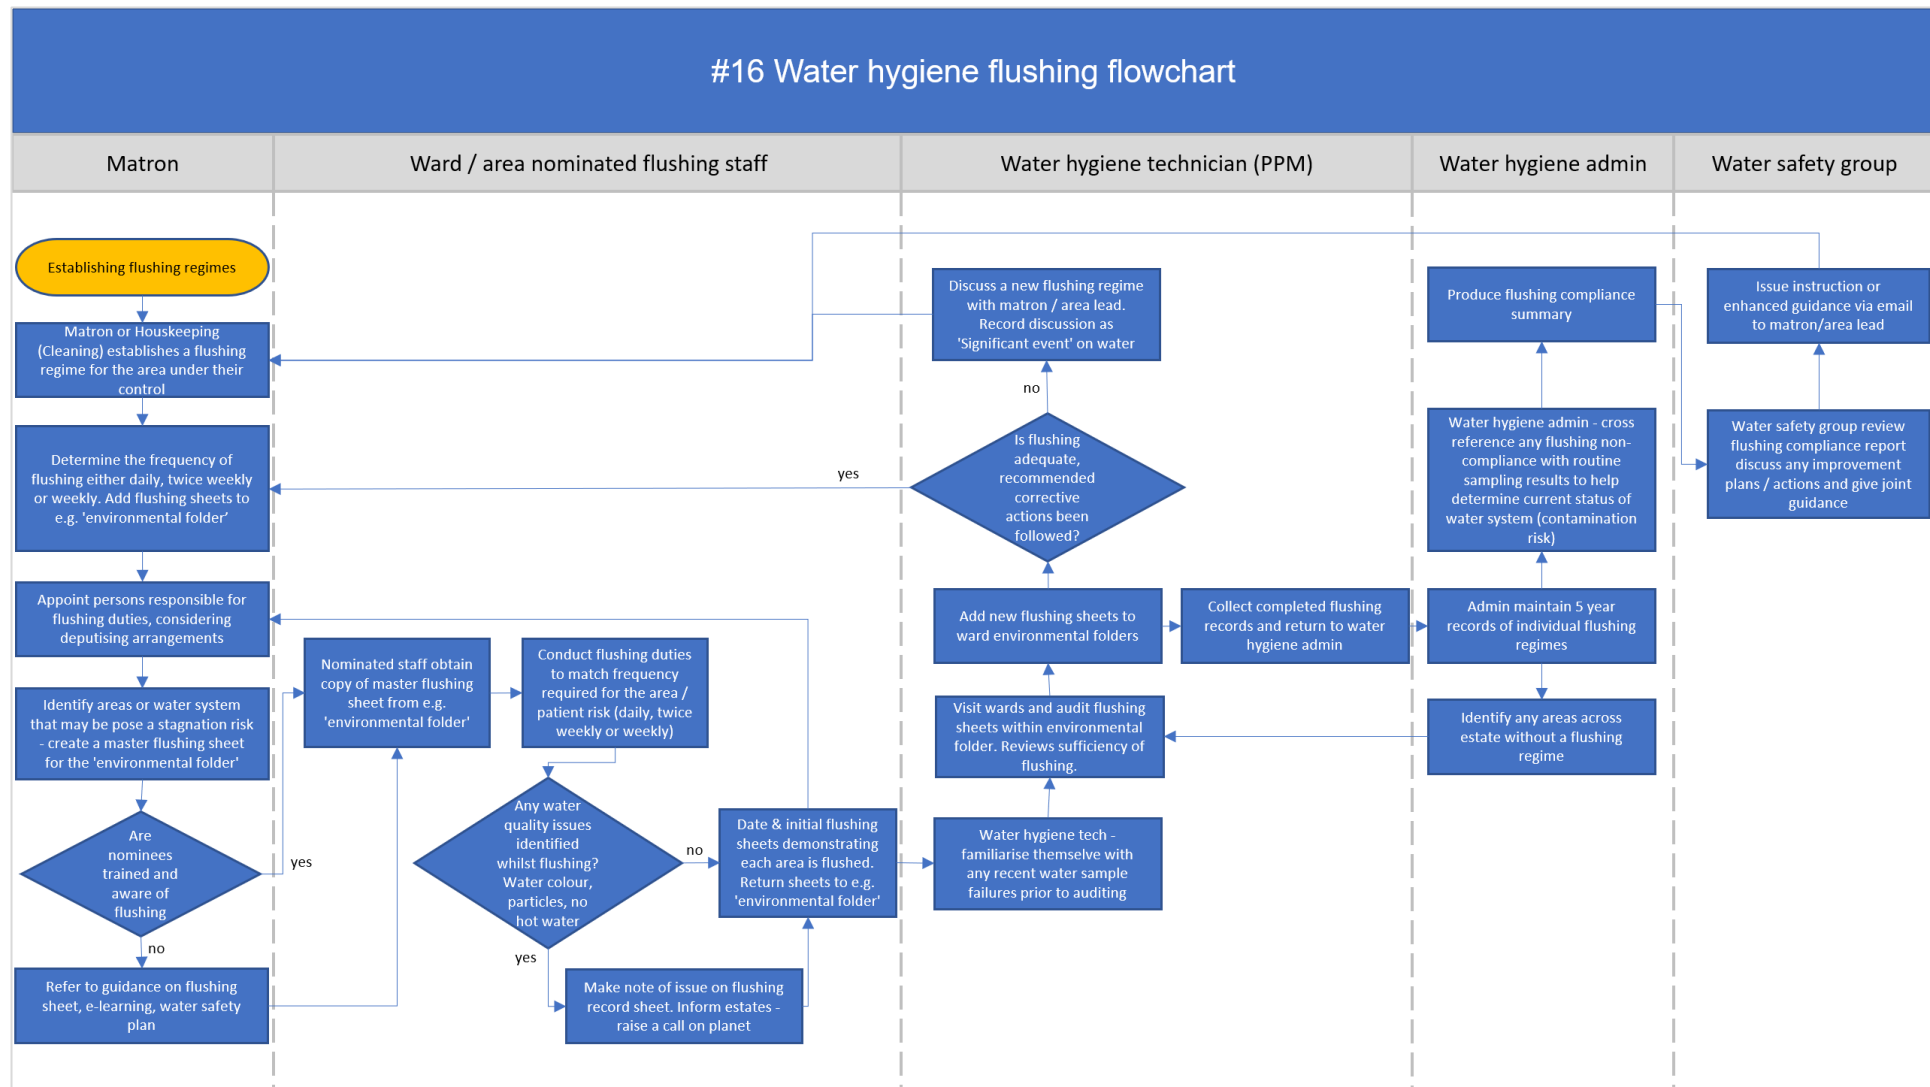 #16 Water hygiene flushing flowchart
Matron
Ward / area nominated flushing staff
Water hygiene technician (PPM)
Water hygiene admin
Water safety group
Establishing flushing regimes
Matron or Houskeeping
(Cleaning) establishes a flushing
regime for the area under their
control
Determine the frequency of
flushing either daily, twice weekly
or weekly. Add flushing sheets to
e.g. 'environmental folder’
Appoint persons responsible for
flushing duties, considering
deputising arrangements
Identify areas or water system
that may be pose a stagnation risk
- create a master flushing sheet
for the 'environmental folder'
Are
nominees
trained and
aware of
flushing
yes
no
Refer to guidance on flushing
sheet, e-learning, water safety
plan
Nominated staff obtain
copy of master flushing
sheet from e.g.
'environmental folder'
Conduct flushing duties
to match frequency
required for the area /
patient risk (daily, twice
weekly or weekly)
Any water
quality issues
identified
whilst flushing?
Water colour,
particles, no
hot water
no
yes
Make note of issue on flushing
record sheet. Inform estates -
raise a call on planet
Date & initial flushing
sheets demonstrating
each area is flushed.
Return sheets to e.g.
'environmental folder'
Water hygiene tech -
familiarise themselve with
any recent water sample
failures prior to auditing
Visit wards and audit flushing
sheets within environmental
folder. Reviews sufficiency of
flushing.
Add new flushing sheets to
ward environmental folders
Collect completed flushing
records and return to water
hygiene admin
Is flushing
adequate,
recommended
corrective
actions been
followed?
yes
no
Discuss a new flushing regime
with matron / area lead.
Record discussion as
'Significant event' on water
Admin maintain 5 year
records of individual flushing
regimes
Identify any areas across
estate without a flushing
regime
Water hygiene admin - cross
reference any flushing non-
compliance with routine
sampling results to help
determine current status of
water system (contamination
risk)
Produce flushing compliance
summary
Water safety group review
flushing compliance report
discuss any improvement
plans / actions and give joint
guidance
Issue instruction or
enhanced guidance via email
to matron/area lead